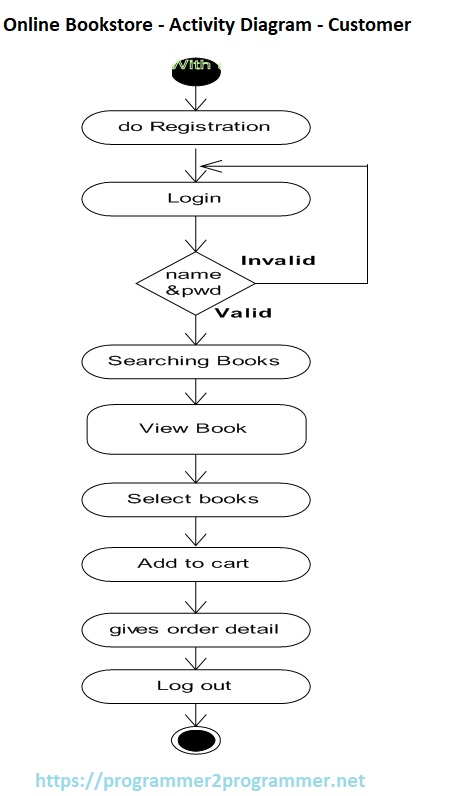 Online Bookstore - Activity Diagram - Customer
With
do Registration
Login
Invalid
name
&pwd
Valid
Searching Books
View Book
Select books
Add to cart
gives order detail
Log out
https://programmer2programmer.net